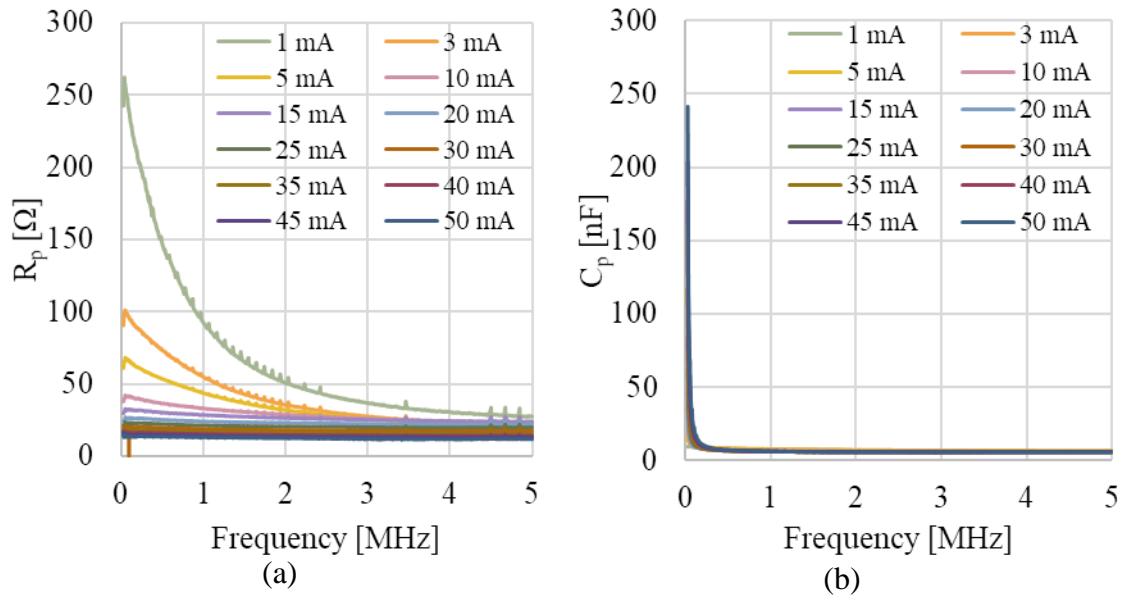 300
250
200
150
100
50
0
R_p [Ω]
1 mA 3 mA
5 mA 10 mA
15 mA 20 mA
25 mA 30 mA
35 mA 40 mA
45 mA 50 mA
0 1 2 3 4 5
Frequency [MHz]
(a)
300
250
200
150
100
50
0
C_p [nF]
1 mA 3 mA
5 mA 10 mA
15 mA 20 mA
25 mA 30 mA
35 mA 40 mA
45 mA 50 mA
0 1 2 3 4 5
Frequency [MHz]
(b)